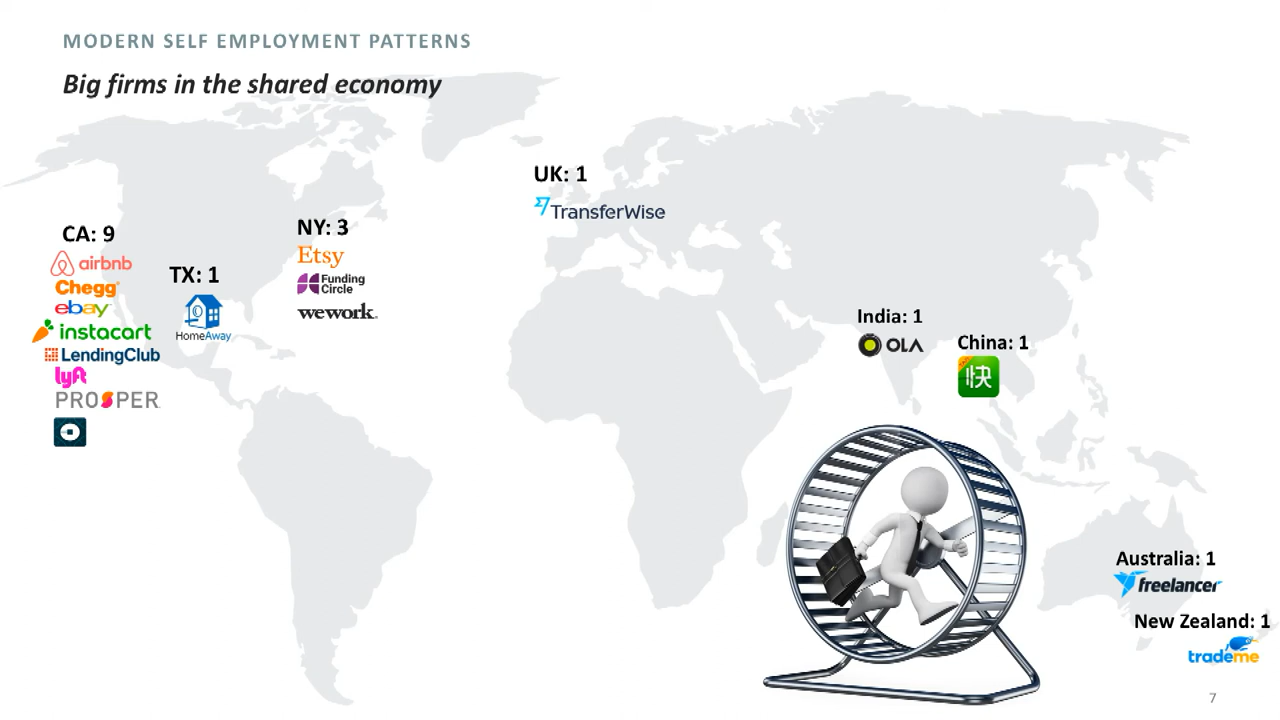 MODERN SELF EMPLOYMENT PATTERNS
Big firms in the shared economy
UK: 1
TransferWise
CA: 9
airbnb
Chegg
ebay
instacart
LendingClub
lyft
PROSPER
TX: 1
HomeAway
NY: 3
Etsy
Funding
Circle
wework
India: 1
OLA
China: 1
快
Australia: 1
freelancer
New Zealand: 1
trademe
7